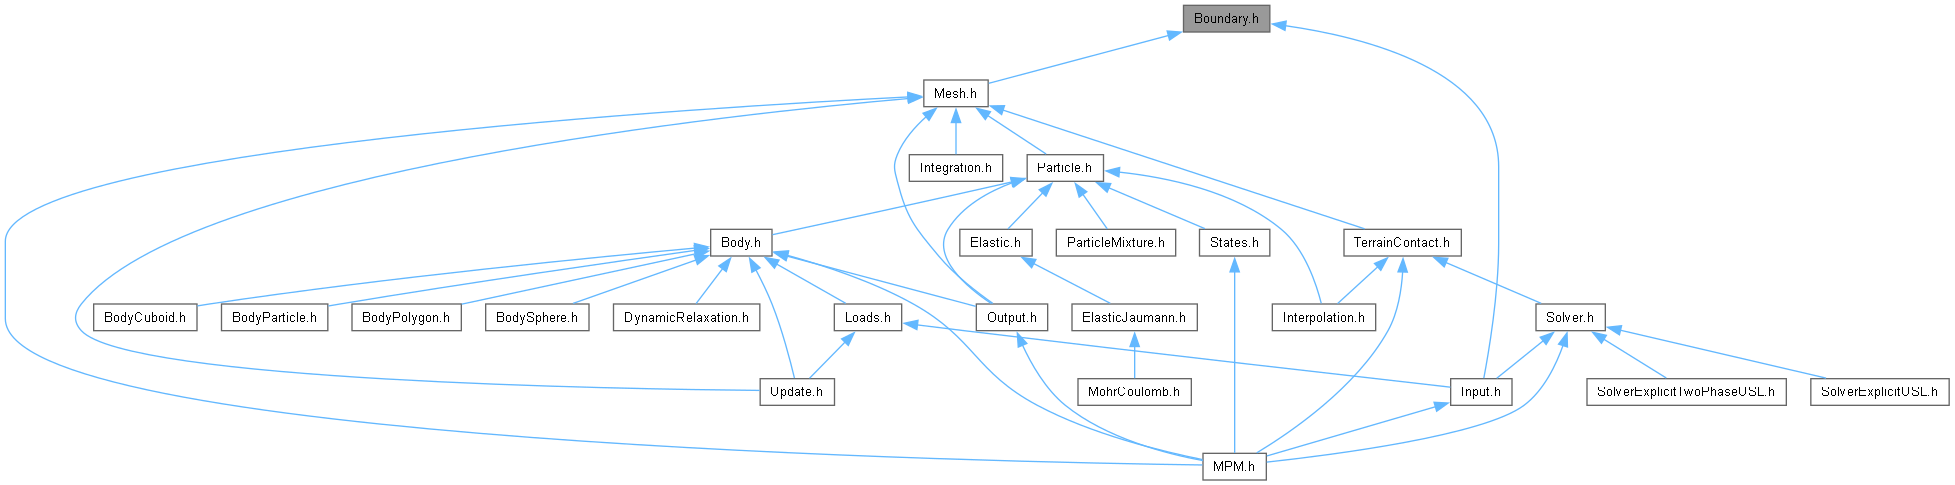 Boundary.h
Mesh.h
Integration.h
Particle.h
Body.h
Elastic.h
ParticleMixture.h
States.h
TerrainContact.h
BodyCuboid.h
BodyParticle.h
BodyPolygon.h
BodySphere.h
DynamicRelaxation.h
Loads.h
Output.h
ElasticJaumann.h
Interpolation.h
Solver.h
Update.h
MohrCoulomb.h
Input.h
SolverExplicitTwoPhaseUSL.h
SolverExplicitUSL.h
MPM.h